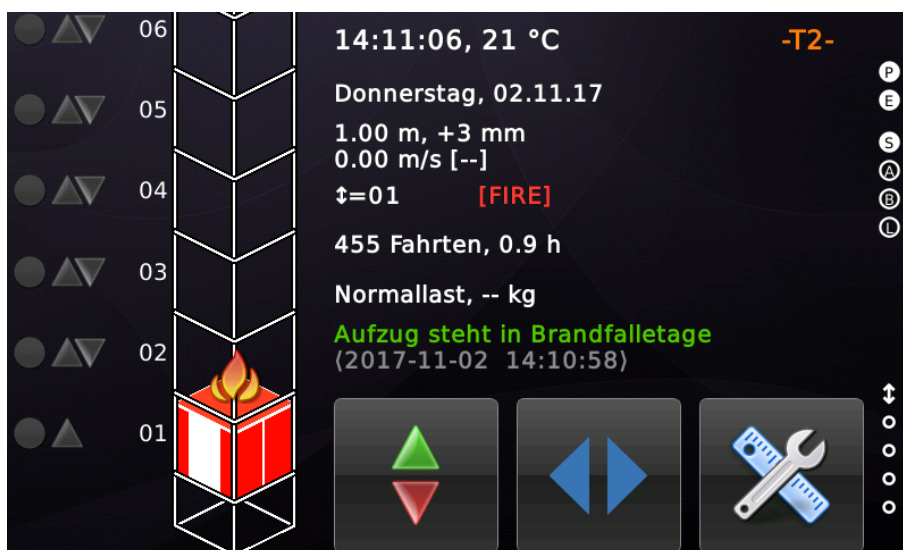 06
05
04
03
02
01
14:11:06, 21 °C
-T2-
Donnerstag, 02.11.17
1.00 m, +3 mm
0.00 m/s [--]
↕=01 [FIRE]
455 Fahrten, 0.9 h
Normallast, -- kg
Aufzug steht in Brandfalletage
(2017-11-02 14:10:58)
P
E
S
A
B
L